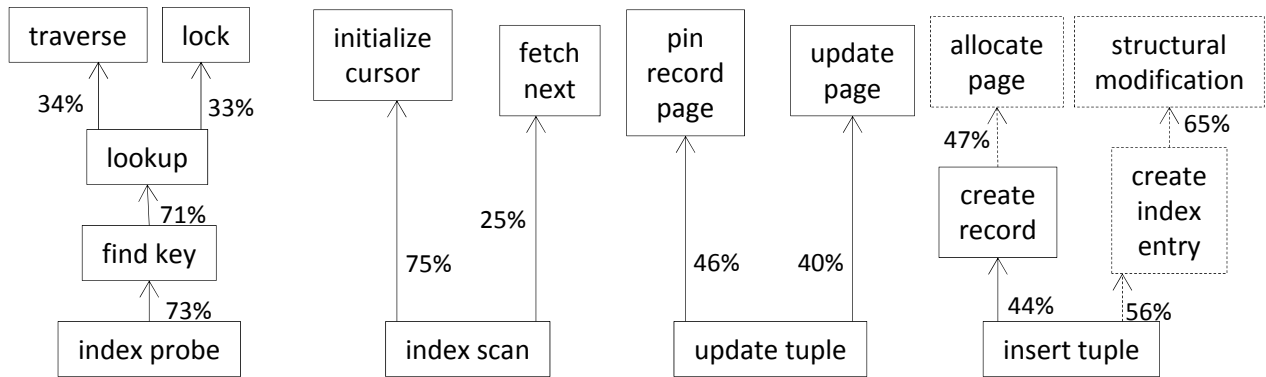 traverse
lock
34%
33%
lookup
71%
find key
73%
index probe
initialize
cursor
fetch
next
25%
75%
index scan
pin
record
page
update
page
46%
40%
update tuple
allocate
page
structural
modification
47%
65%
create
record
create
index
entry
44%
56%
insert tuple